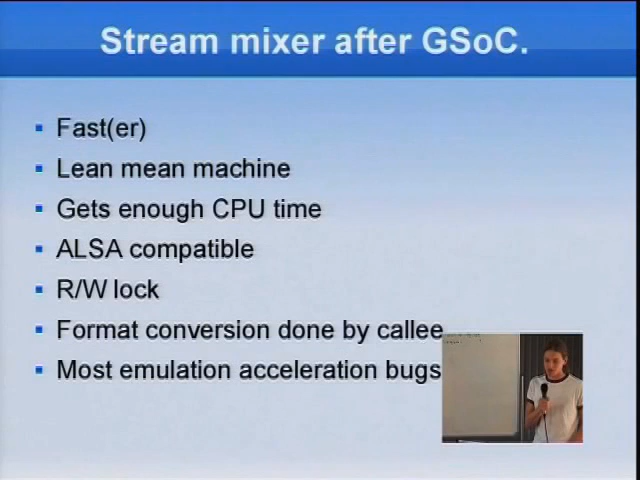 Stream mixer after GSoC.
Fast(er)
Lean mean machine
Gets enough CPU time
ALSA compatible
R/W lock
Format conversion done by callee
Most emulation acceleration bugs